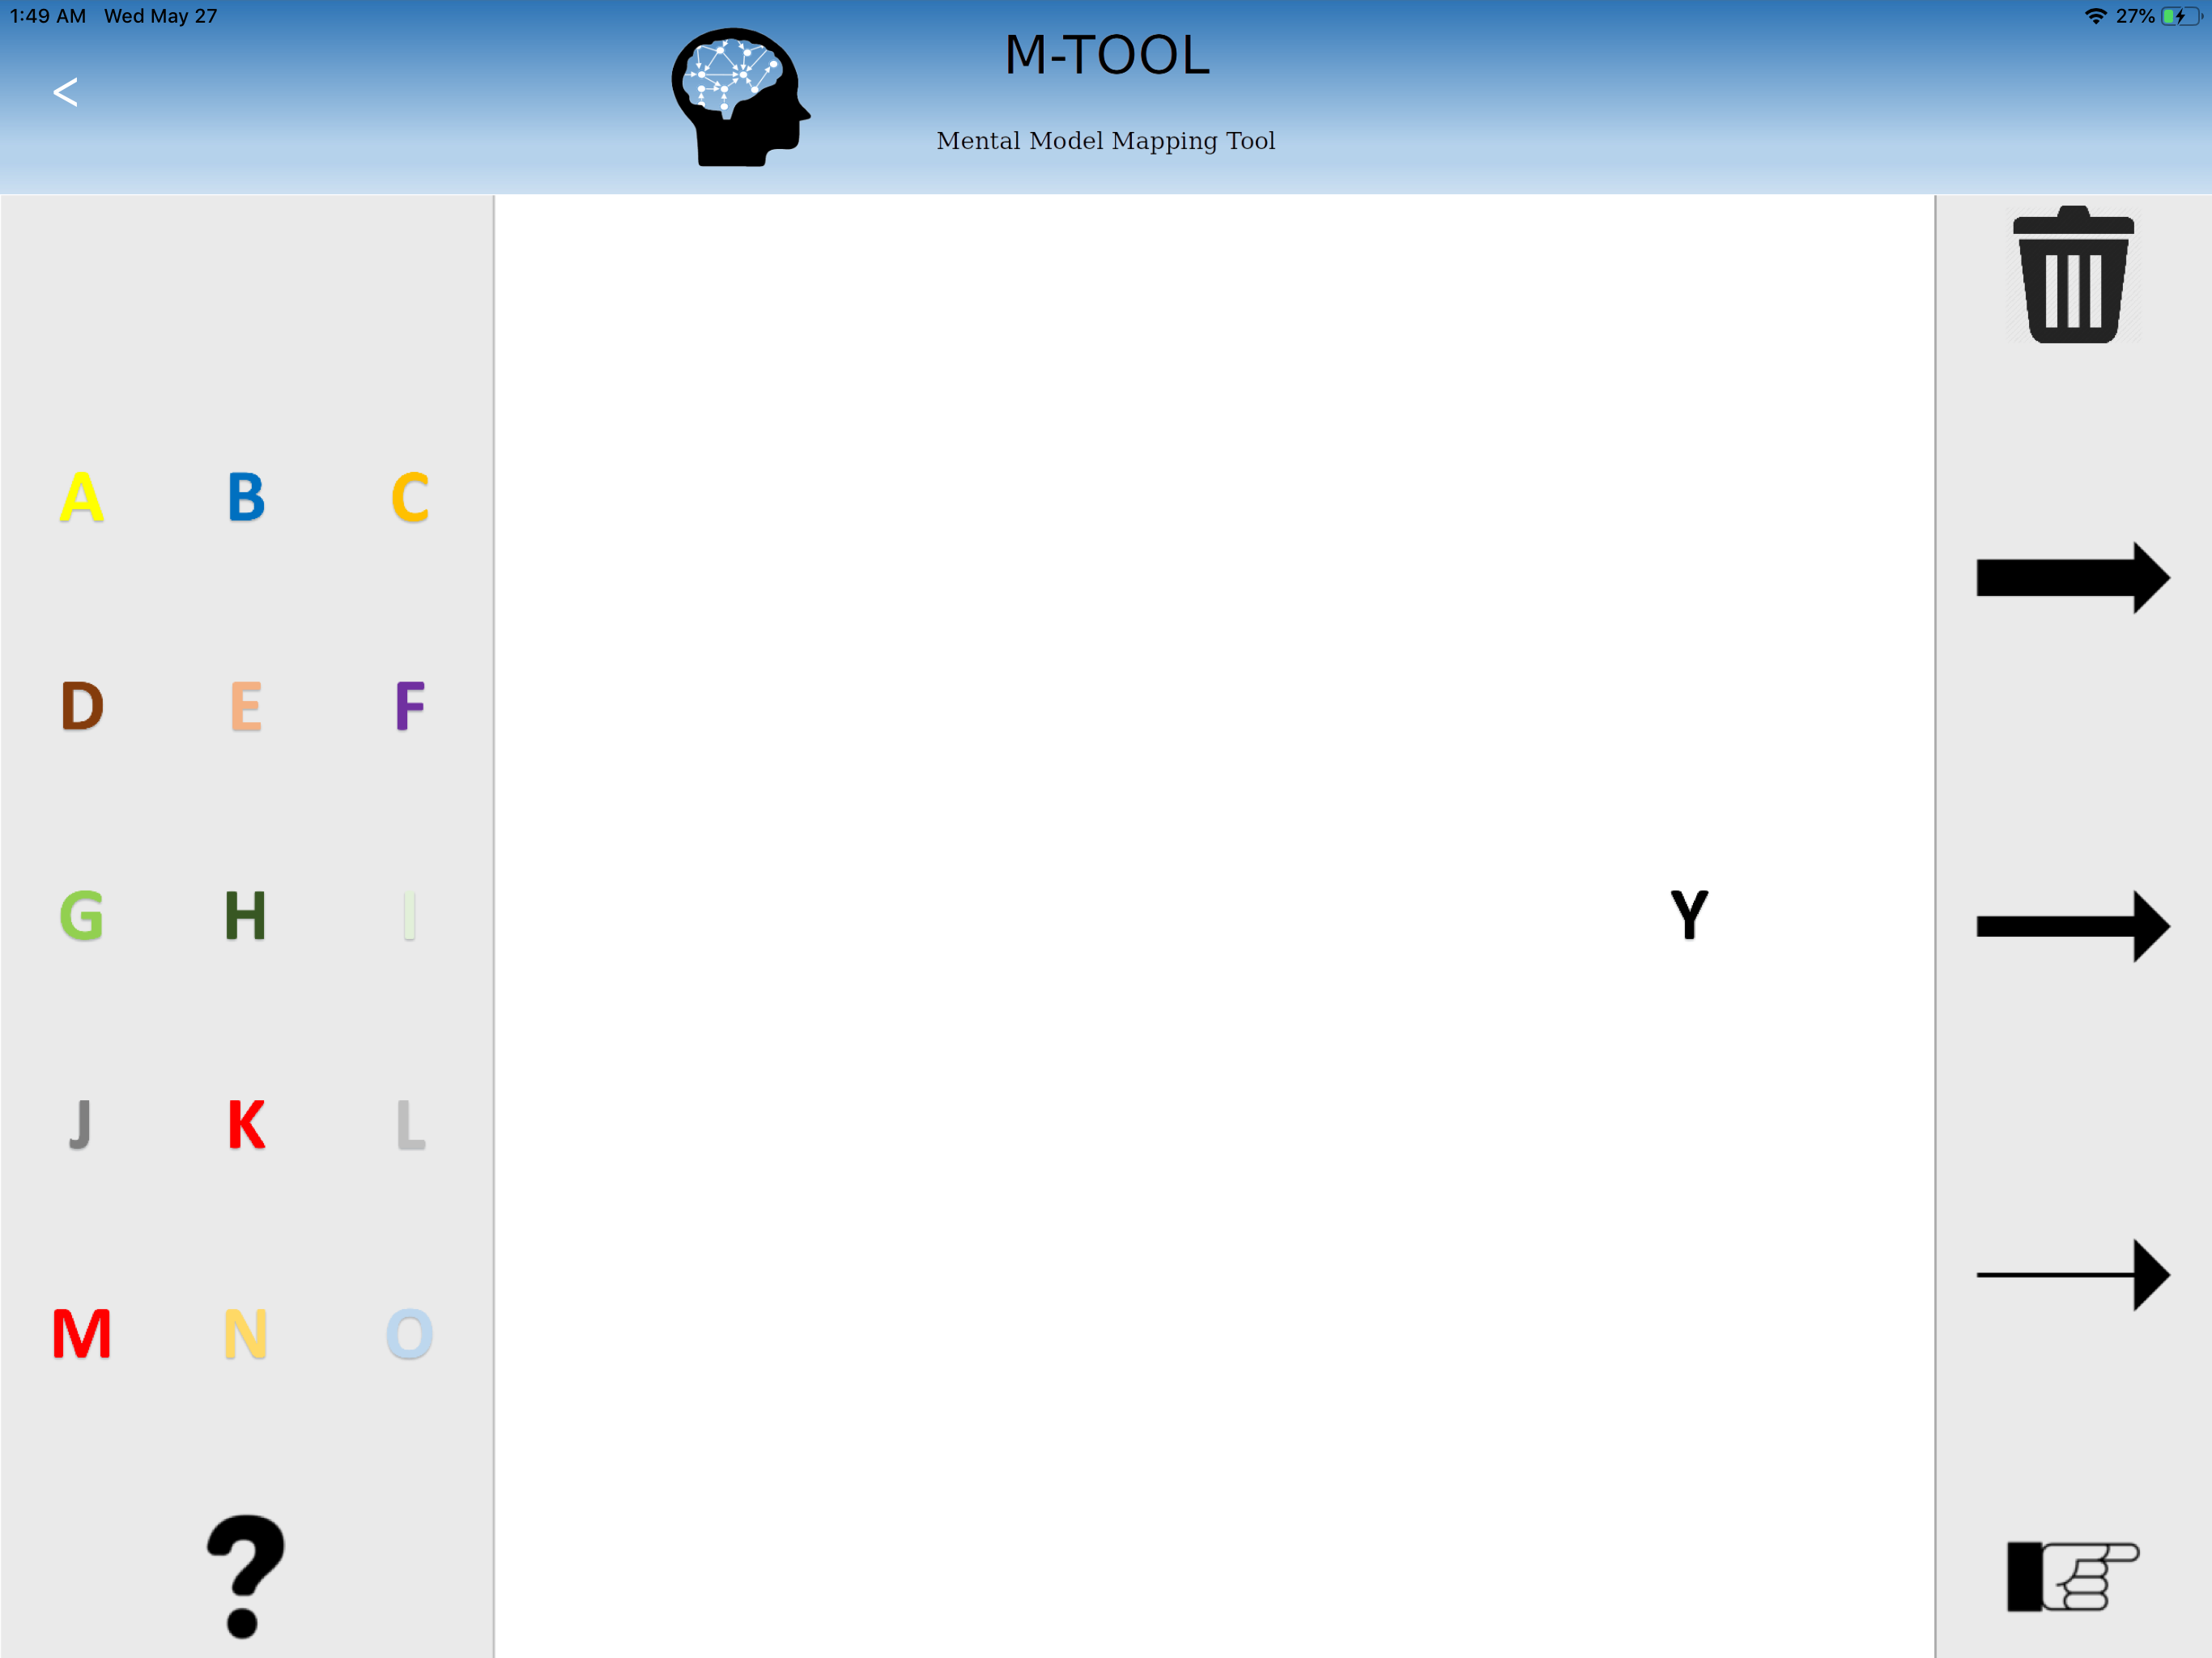 1:49 AM Wed May 27
27%
<
M-TOOL
Mental Model Mapping Tool
A B C
D E F
G H I
Y
J K L
M N O
?